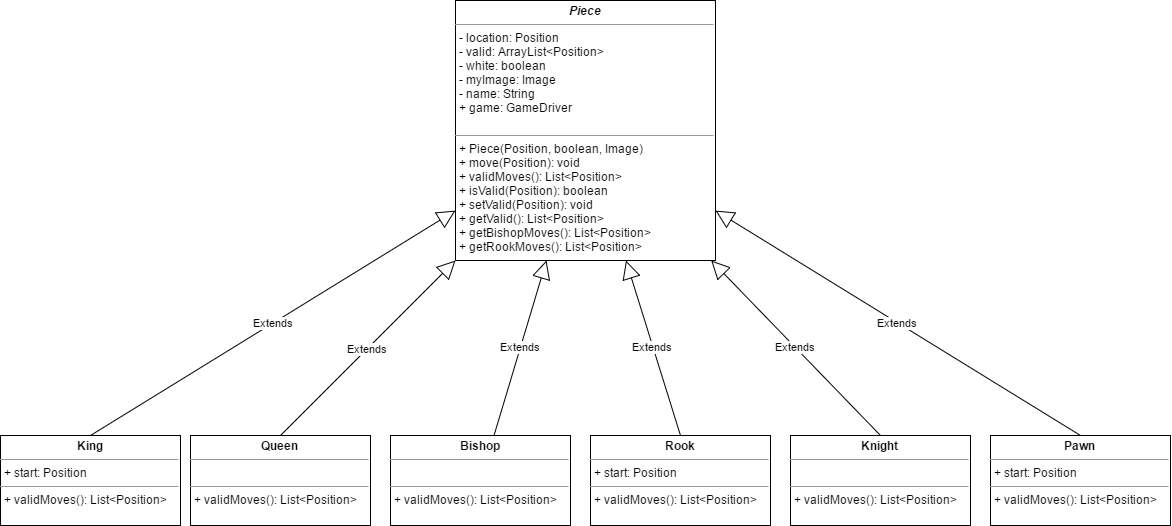 Piece
- location: Position
- valid: ArrayList<Position>
- white: boolean
- myImage: Image
- name: String
+ game: GameDriver
+ Piece(Position, boolean, Image)
+ move(Position): void
+ validMoves(): List<Position>
+ isValid(Position): boolean
+ setValid(Position): void
+ getValid(): List<Position>
+ getBishopMoves(): List<Position>
+ getRookMoves(): List<Position>
Extends
Extends
Extends
Extends
Extends
Extends
King
+ start: Position
+ validMoves(): List<Position>
Queen
+ validMoves(): List<Position>
Bishop
+ validMoves(): List<Position>
Rook
+ start: Position
+ validMoves(): List<Position>
Knight
+ validMoves(): List<Position>
Pawn
+ start: Position
+ validMoves(): List<Position>